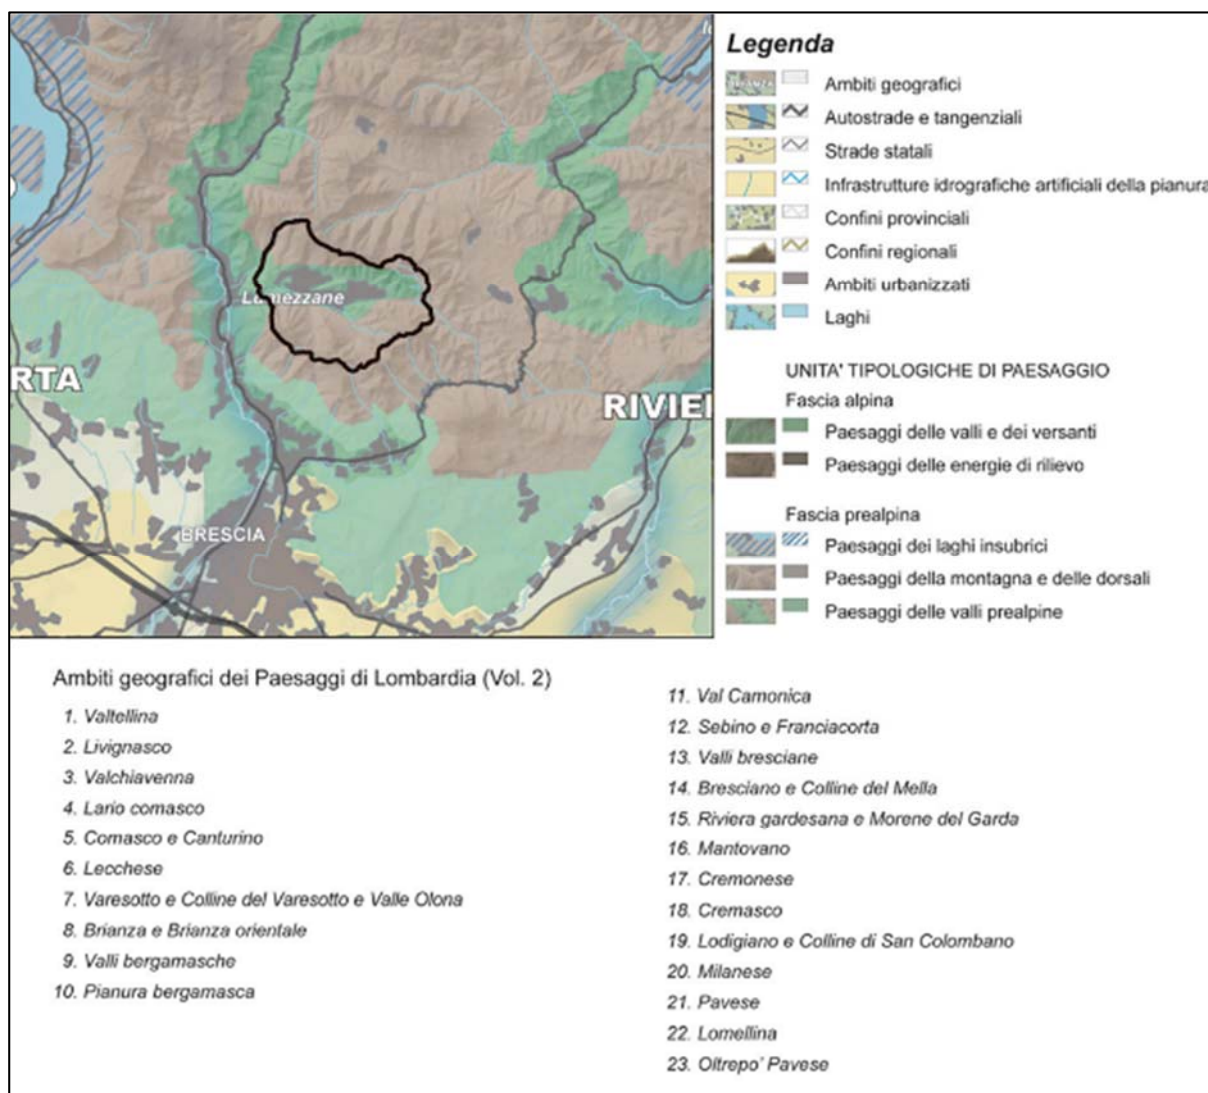 Lumezzane
RTA
RIVIE
BRESCIA
Legenda
Ambiti geografici
Autostrade e tangenziali
Strade statali
Infrastrutture idrografiche artificiali della pianura
Confini provinciali
Confini regionali
Ambiti urbanizzati
Laghi
UNITA' TIPOLOGICHE DI PAESAGGIO
Fascia alpina
Paesaggi delle valli e dei versanti
Paesaggi delle energie di rilievo
Fascia prealpina
Paesaggi dei laghi insubrici
Paesaggi della montagna e delle dorsali
Paesaggi delle valli prealpine
Ambiti geografici dei Paesaggi di Lombardia (Vol. 2)
1. Valtellina
2. Livignasco
3. Valchiavenna
4. Lario comasco
5. Comasco e Canturino
6. Lecchese
7. Varesotto e Colline del Varesotto e Valle Olona
8. Brianza e Brianza orientale
9. Valli bergamasche
10. Pianura bergamasca
11. Val Camonica
12. Sebino e Franciacorta
13. Valli bresciane
14. Bresciano e Colline del Mella
15. Riviera gardesana e Morene del Garda
16. Mantovano
17. Cremonese
18. Cremasco
19. Lodigiano e Colline di San Colombano
20. Milanese
21. Pavese
22. Lomellina
23. Oltrepo' Pavese